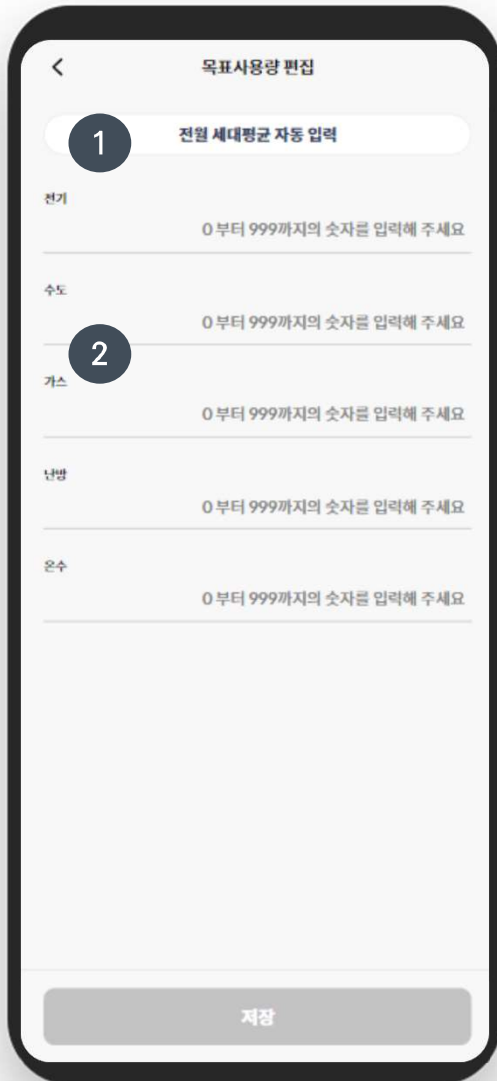 목표사용량 편집
1
전월 세대평균 자동 입력
전기
0 부터 999까지의 숫자를 입력해 주세요
수도
0 부터 999까지의 숫자를 입력해 주세요
2
가스
0 부터 999까지의 숫자를 입력해 주세요
난방
0 부터 999까지의 숫자를 입력해 주세요
온수
0 부터 999까지의 숫자를 입력해 주세요
저장